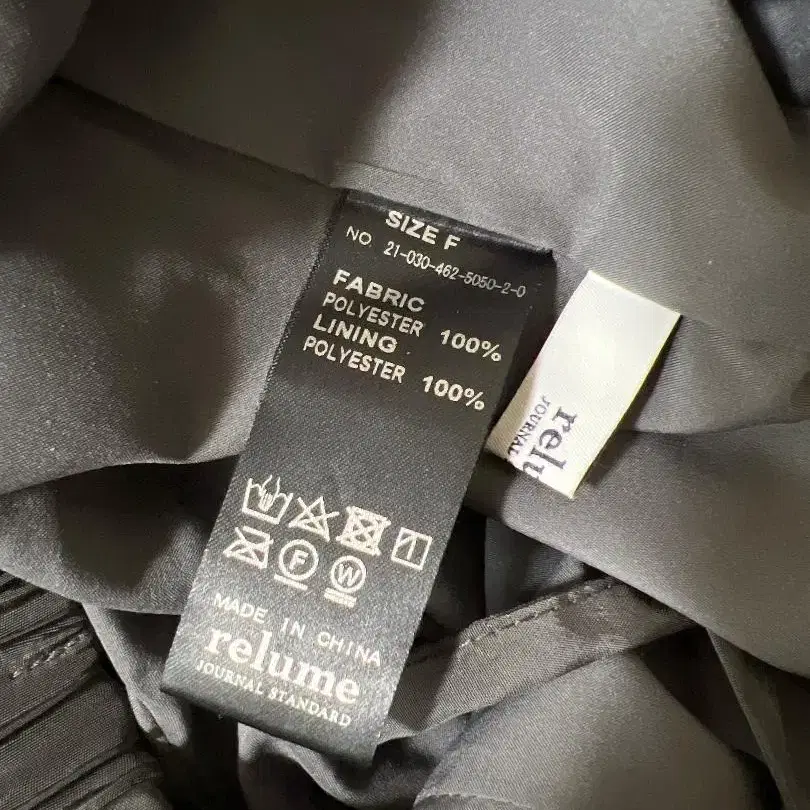 SIZE F
NO 21-030-462-5050-2-0
FABRIC
POLYESTER 100%
LINING
POLYESTER 100%
F W
MADE IN CHINA
relume
JOURNAL STANDARD
relu
JOURNAL